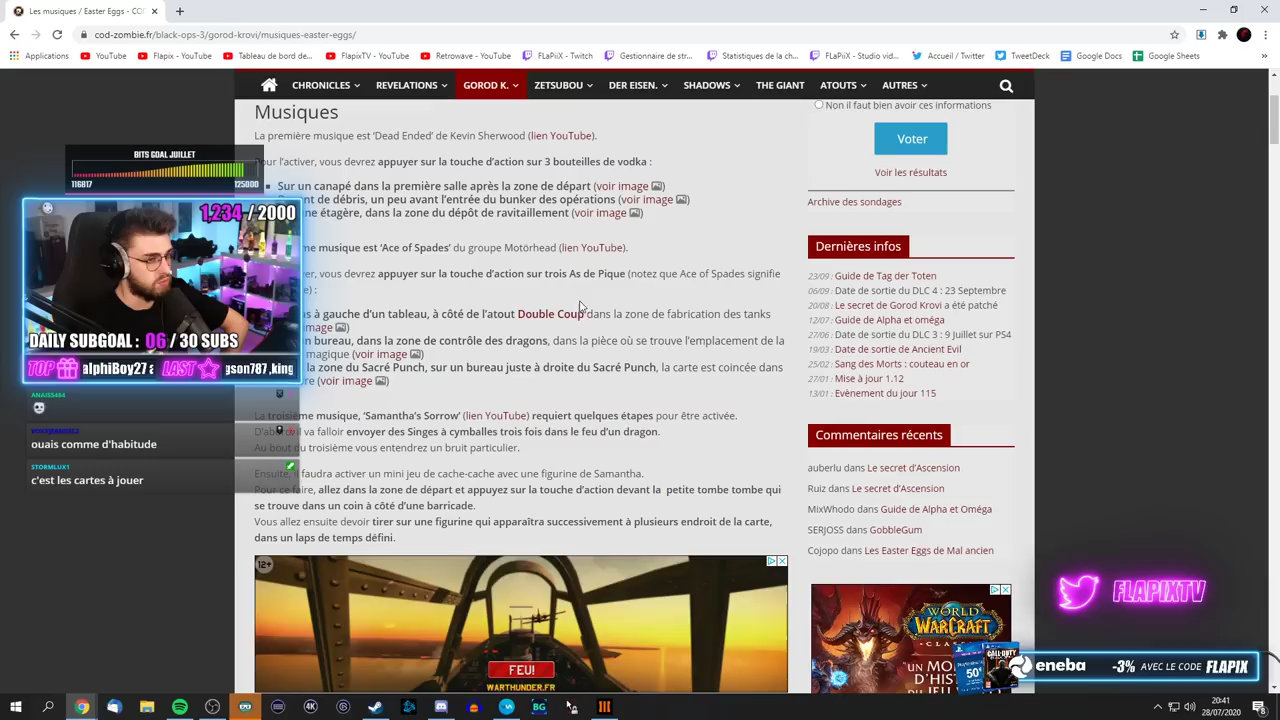 Les musiques / Easter Eggs - CO
cod-zombie.fr/black-ops-3/gorod-krovi/musiques-easter-eggs/
Applications
YouTube
Flapix - YouTube
Tableau de bord de...
FlapixTV - YouTube
Retrowave - YouTube
FLaPiiX - Twitch
Gestionnaire de str...
Statistiques de la ch...
FLaPiiX - Studio vid...
Accueil / Twitter
TweetDeck
Google Docs
Google Sheets
CHRONICLES
REVELATIONS
GOROD K.
ZETSUBOU
DER EISEN.
SHADOWS
THE GIANT
ATOUTS
AUTRES
Musiques
La première musique est 'Dead Ended' de Kevin Sherwood (lien YouTube).
Pour l'activer, vous devrez appuyer sur la touche d'action sur 3 bouteilles de vodka :
Sur un canapé dans la première salle après la zone de départ (voir image)
de débris, un peu avant l'entrée du bunker des opérations (voir image)
étagère, dans la zone du dépôt de ravitaillement (voir image)
me musique est 'Ace of Spades' du groupe Motörhead (lien YouTube).
er, vous devrez appuyer sur la touche d'action sur trois As de Pique (notez que Ace of Spades signifie
) :
s à gauche d'un tableau, à côté de l'atout Double Coup dans la zone de fabrication des tanks
image)
n bureau, dans la zone de contrôle des dragons, dans la pièce où se trouve l'emplacement de la
magique (voir image)
la zone du Sacré Punch, sur un bureau juste à droite du Sacré Punch, la carte est coincée dans
re (voir image)
La troisième musique, 'Samantha's Sorrow' (lien YouTube) requiert quelques étapes pour être activée.
D'abord il va falloir envoyer des Singes à cymballes trois fois dans le feu d'un dragon.
Au bout du troisième vous entendrez un bruit particulier.
Ensuite, il faudra activer un mini jeu de cache-cache avec une figurine de Samantha.
Pour ce faire, allez dans la zone de départ et appuyez sur la touche d'action devant la petite tombe tombe qui
se trouve dans un coin à côté d'une barricade.
Vous allez ensuite devoir tirer sur une figurine qui apparaîtra successivement à plusieurs endroit de la carte,
dans un laps de temps défini.
12+
FEU!
WARTHUNDER.FR
Non il faut bien avoir ces informations
Voter
Voir les résultats
Archive des sondages
Dernières infos
23/09 : Guide de Tag der Toten
06/09 : Date de sortie du DLC 4 : 23 Septembre
20/08 : Le secret de Gorod Krovi a été patché
12/07 : Guide de Alpha et oméga
27/06 : Date de sortie du DLC 3 : 9 Juillet sur PS4
19/03 : Date de sortie de Ancient Evil
25/02 : Sang des Morts : couteau en or
27/01 : Mise à jour 1.12
13/01 : Evènement du jour 115
Commentaires récents
auberlu dans Le secret d'Ascension
Ruiz dans Le secret d'Ascension
MixWhodo dans Guide de Alpha et Oméga
SERJOSS dans GobbleGum
Cojopo dans Les Easter Eggs de Mal ancien
WORLD
WARCRAFT
CLASSIC
UN MO
D'HIS
BITS GOAL JUILLET
116817
125000
1,234 / 2000
DAILY SUBGOAL : 06 / 30 SUBS
TOP
alphiBoy27 a
LAST
gson787,king
ANAIS5484
ouais comme d'habitude
STORMLUX1
c'est les cartes à jouer
FLAPIXTV
50€
CALL OF DUTY
eneba
-3% AVEC LE CODE FLAPIX
BG
20:41
28/07/2020
8